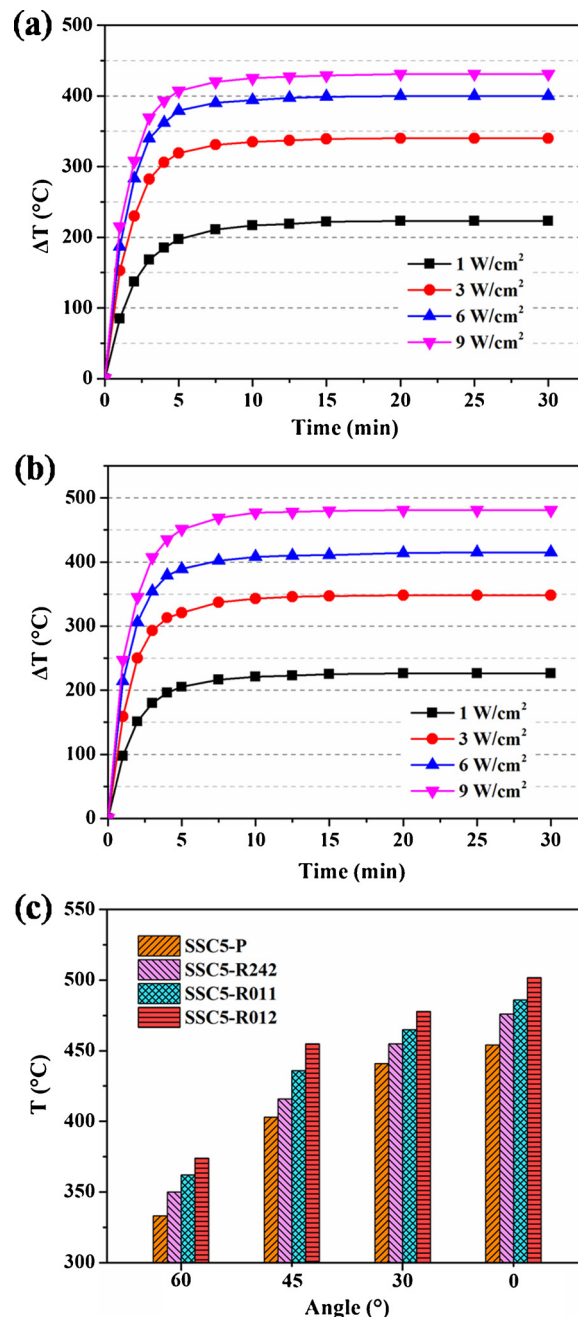 (a)
500
400
300
200
100
0
ΔT (°C)
1 W/cm²
3 W/cm²
6 W/cm²
9 W/cm²
0 5 10 15 20 25 30
Time (min)
(b)
500
400
300
200
100
0
ΔT (°C)
1 W/cm²
3 W/cm²
6 W/cm²
9 W/cm²
0 5 10 15 20 25 30
Time (min)
(c)
550
500
450
400
350
300
T (°C)
SSC5-P
SSC5-R242
SSC5-R011
SSC5-R012
60 45 30 0
Angle (°)